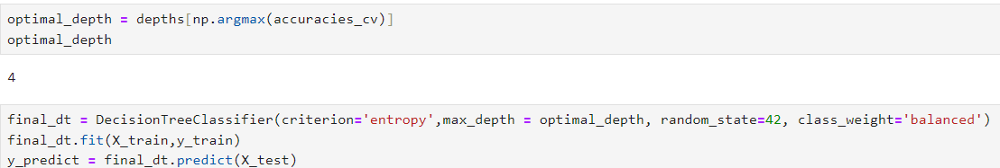 optimal_depth = depths[np.argmax(accuracies_cv)]
optimal_depth
4
final_dt = DecisionTreeClassifier(criterion='entropy',max_depth = optimal_depth, random_state=42, class_weight='balanced')
final_dt.fit(X_train,y_train)
y_predict = final_dt.predict(X_test)